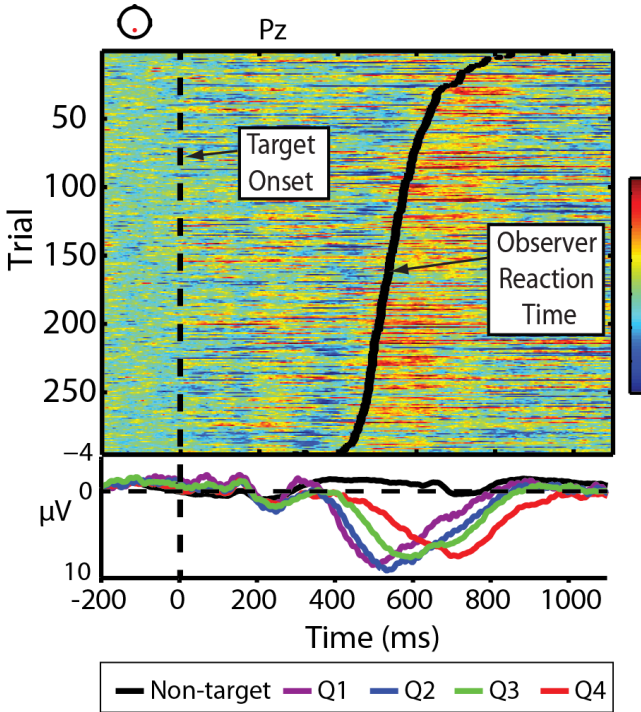 Pz
50
100
150
200
250
Trial
Target
Onset
Observer
Reaction
Time
−4
0
µV
10
-200 0 200 400 600 800 1000
Time (ms)
Non-target Q1 Q2 Q3 Q4